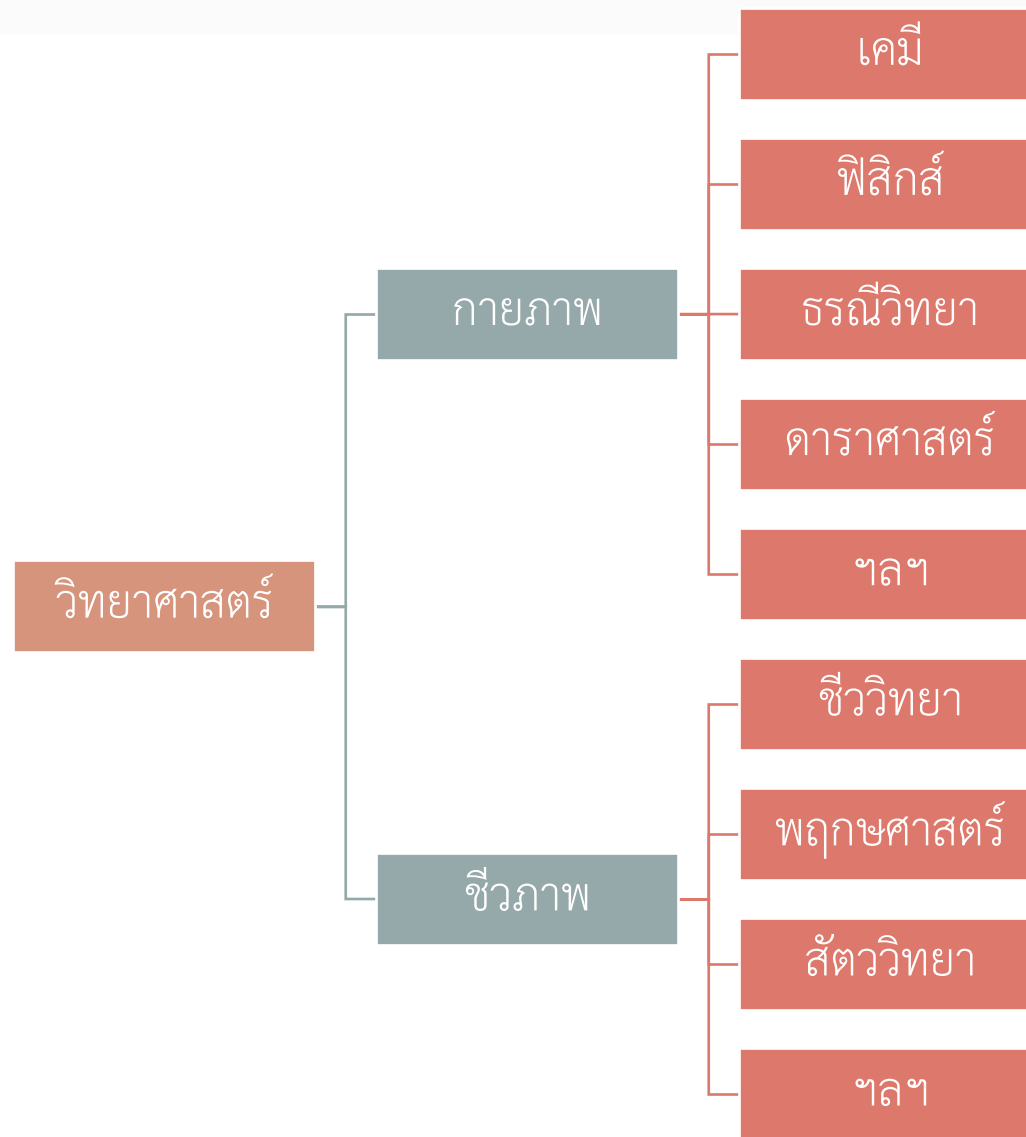 วิทยาศาสตร์
กายภาพ
เคมี
ฟิสิกส์
ธรณีวิทยา
ดาราศาสตร์
ฯลฯ
ชีวภาพ
ชีววิทยา
พฤกษศาสตร์
สัตววิทยา
ฯลฯ